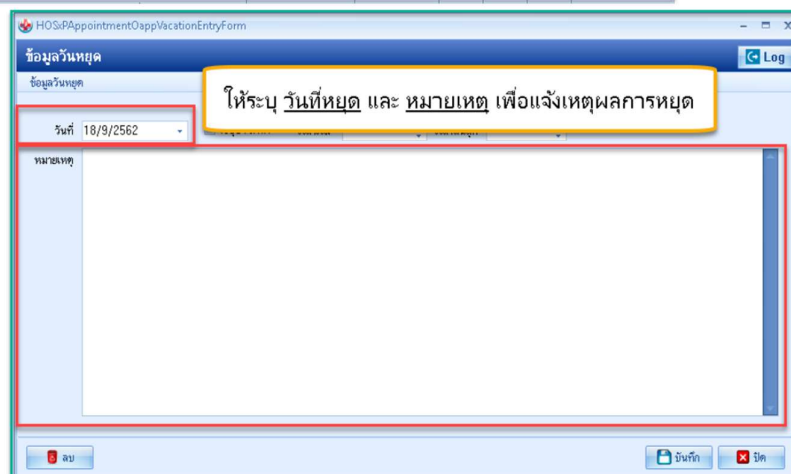 HOSxPAppointmentOappVacationEntryForm
ข้อมูลวันหยุด
Log
ข้อมูลวันหยุด
ให้ระบุ วันที่หยุด และ หมายเหตุ เพื่อแจ้งเหตุผลการหยุด
วันที่ 18/9/2562
หมายเหตุ
ลบ
บันทึก
ปิด